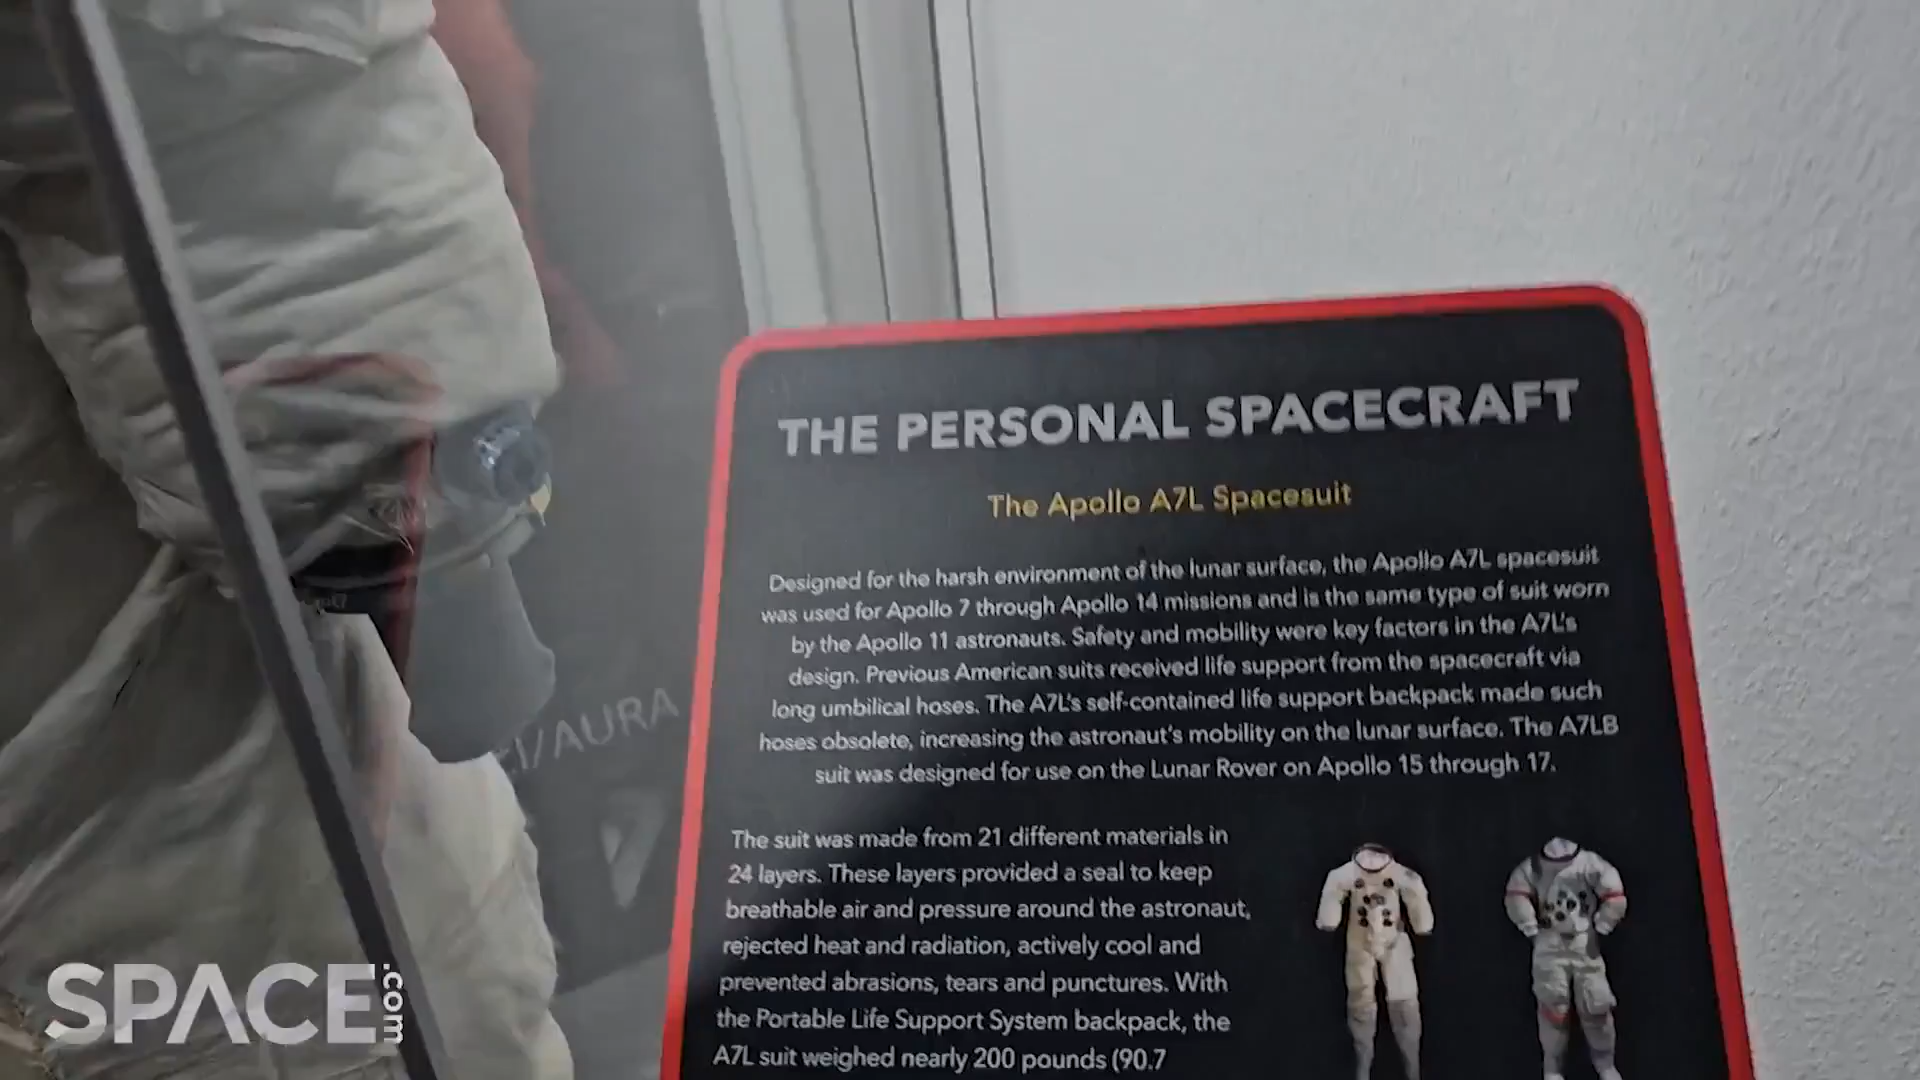 THE PERSONAL SPACECRAFT
The Apollo A7L Spacesuit
Designed for the harsh environment of the lunar surface, the Apollo A7L spacesuit
was used for Apollo 7 through Apollo 14 missions and is the same type of suit worn
by the Apollo 11 astronauts. Safety and mobility were key factors in the A7L's
design. Previous American suits received life support from the spacecraft via
long umbilical hoses. The A7L's self-contained life support backpack made such
hoses obsolete, increasing the astronaut's mobility on the lunar surface. The A7LB
suit was designed for use on the Lunar Rover on Apollo 15 through 17.
The suit was made from 21 different materials in
24 layers. These layers provided a seal to keep
breathable air and pressure around the astronaut,
rejected heat and radiation, actively cool and
prevented abrasions, tears and punctures. With
the Portable Life Support System backpack, the
A7L suit weighed nearly 200 pounds (90.7
/AURA
SPACE.com